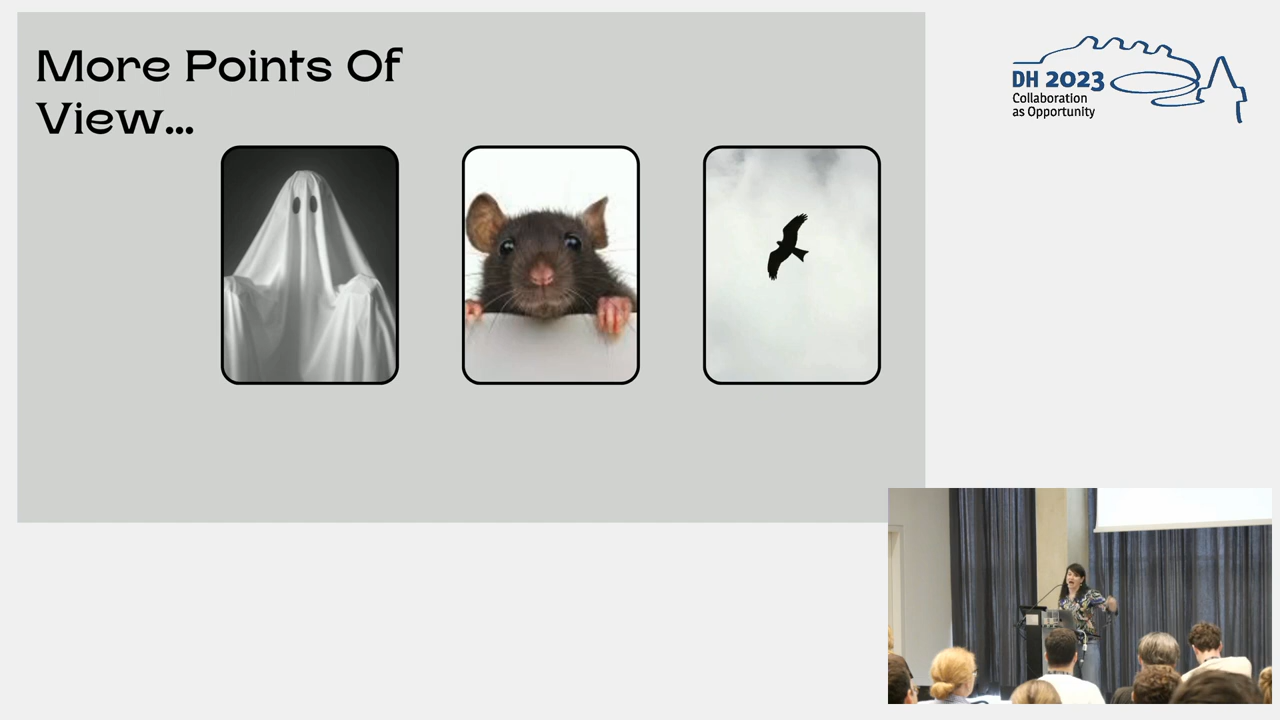 More Points Of
View...
DH 2023
Collaboration
as Opportunity